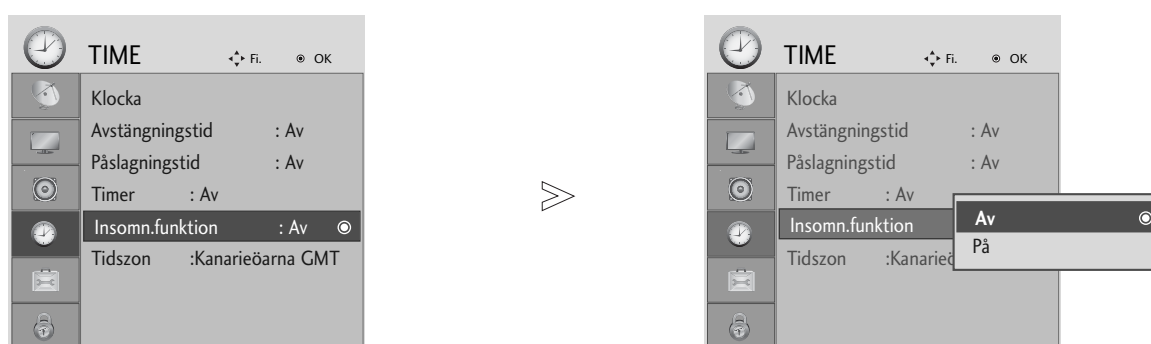 TIME Fi. OK
Klocka
Avstängningstid : Av
Påslagningstid : Av
Timer : Av
Insomn.funktion : Av
Tidszon :Kanarieöarna GMT
TIME Fi. OK
Klocka
Avstängningstid : Av
Påslagningstid : Av
Timer : Av
Insomn.funktion
Tidszon :Kanarieö
Av
På